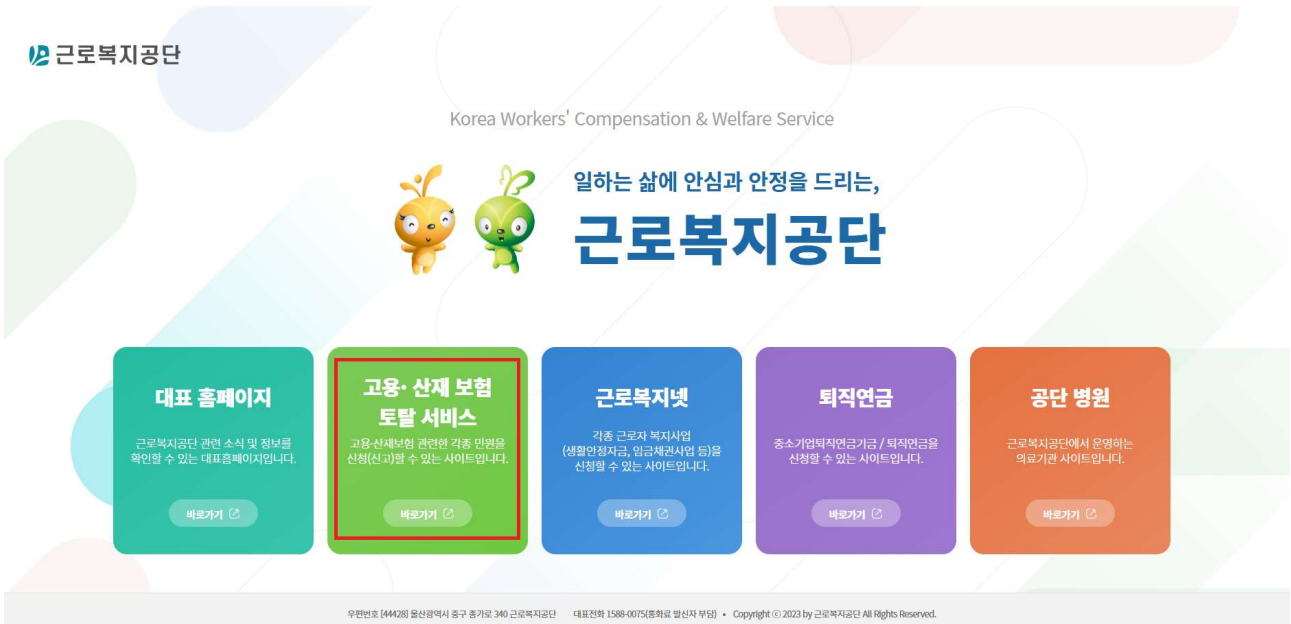 근로복지공단
Korea Workers' Compensation & Welfare Service
일하는 삶에 안심과 안정을 드리는,
근로복지공단
대표 홈페이지
근로복지공단 관련 소식 및 정보를
확인할 수 있는 대표홈페이지입니다.
바로가기
고용· 산재 보험
토탈 서비스
고용·산재보험 관련한 각종 민원을
신청(신고)할 수 있는 사이트입니다.
바로가기
근로복지넷
각종 근로자 복지사업
(생활안정자금, 임금채권사업 등)을
신청할 수 있는 사이트입니다.
바로가기
퇴직연금
중소기업퇴직연금기금 / 퇴직연금을
신청할 수 있는 사이트입니다.
바로가기
공단 병원
근로복지공단에서 운영하는
의료기관 사이트입니다.
바로가기
우편번호 [44428] 울산광역시 중구 종가로 340 근로복지공단 대표전화 1588-0075(통화료 발신자 부담) • Copyright ⓒ 2023 by 근로복지공단 All Rights Reserved.